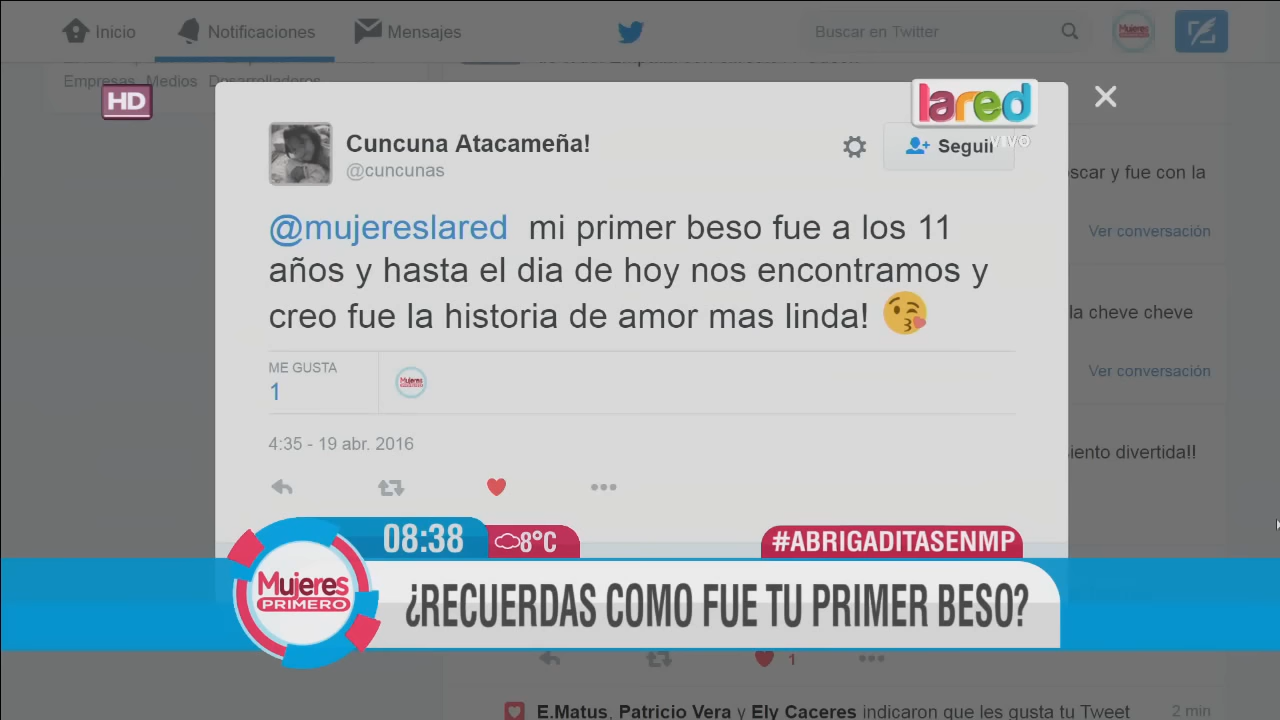 Inicio
Notificaciones
Mensajes
Buscar en Twitter
Mujeres
Empresas Medios Desarrolladores
HD
lared
VIVO
Cuncuna Atacameña!
@cuncunas
Seguir
@mujereslared mi primer beso fue a los 11
años y hasta el dia de hoy nos encontramos y
creo fue la historia de amor mas linda! 😘
ME GUSTA
1
Mujeres
4:35 - 19 abr. 2016
oscar y fue con la
Ver conversación
la cheve cheve
Ver conversación
siento divertida!!
08:38
8°C
#ABRIGADITASENMP
Mujeres
PRIMERO
¿RECUERDAS COMO FUE TU PRIMER BESO?
1
E.Matus, Patricio Vera y Ely Caceres indicaron que les gusta tu Tweet
2 min